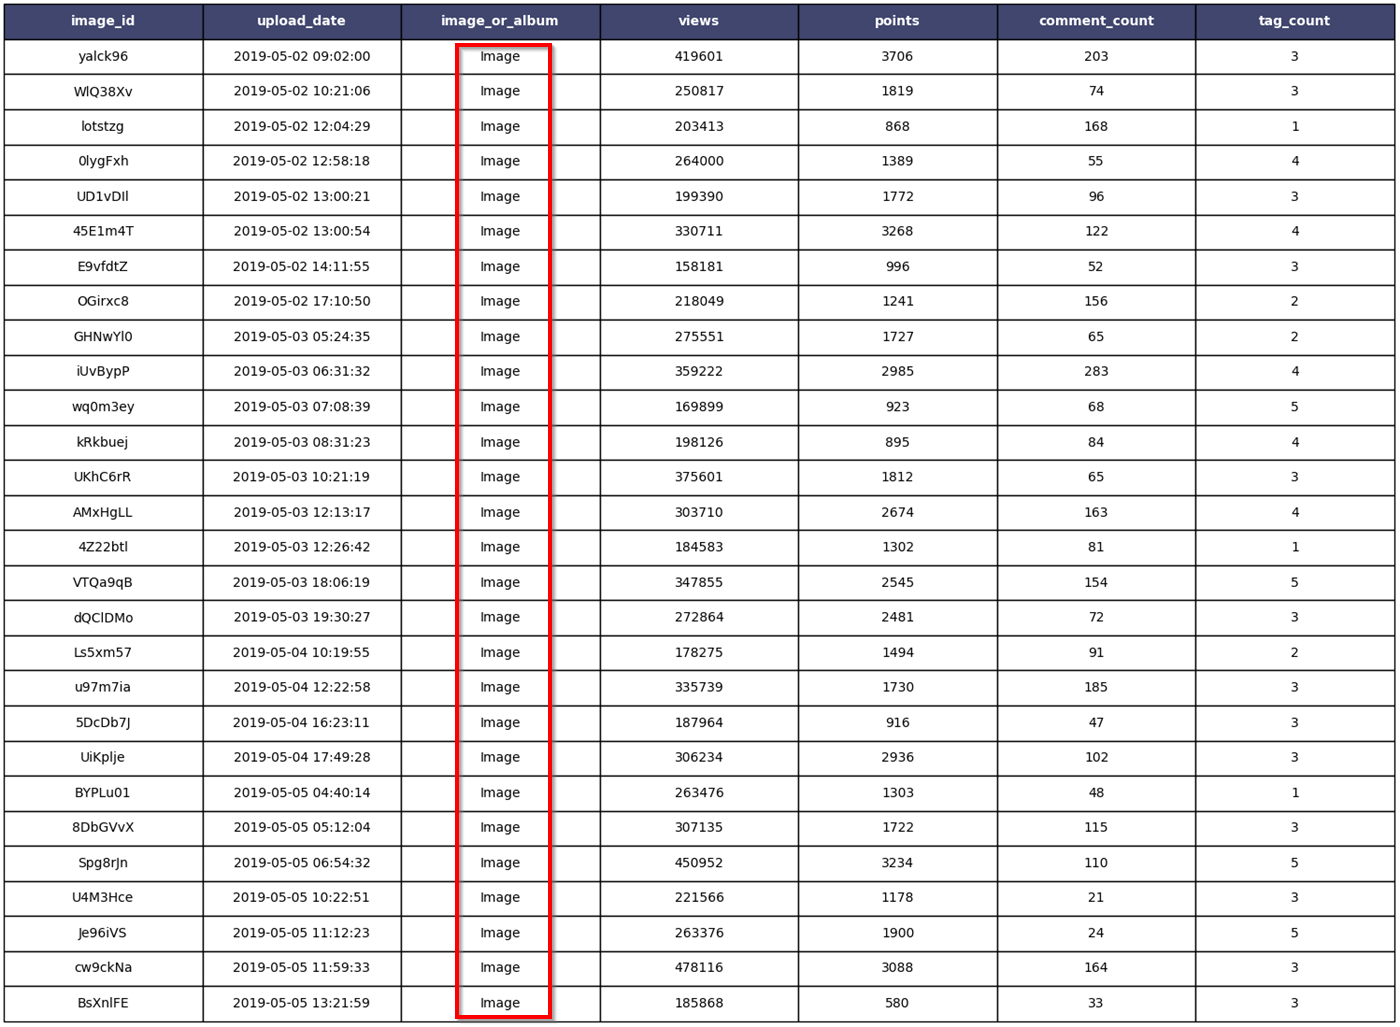 image_id upload_date image_or_album views points comment_count tag_count
yalck96 2019-05-02 09:02:00 Image 419601 3706 203 3
WlQ38Xv 2019-05-02 10:21:06 Image 250817 1819 74 3
lotstzg 2019-05-02 12:04:29 Image 203413 868 168 1
0lygFxh 2019-05-02 12:58:18 Image 264000 1389 55 4
UD1vDIl 2019-05-02 13:00:21 Image 199390 1772 96 3
45E1m4T 2019-05-02 13:00:54 Image 330711 3268 122 4
E9vfdtZ 2019-05-02 14:11:55 Image 158181 996 52 3
OGirxc8 2019-05-02 17:10:50 Image 218049 1241 156 2
GHNwYl0 2019-05-03 05:24:35 Image 275551 1727 65 2
iUvBypP 2019-05-03 06:31:32 Image 359222 2985 283 4
wq0m3ey 2019-05-03 07:08:39 Image 169899 923 68 5
kRkbuej 2019-05-03 08:31:23 Image 198126 895 84 4
UKhC6rR 2019-05-03 10:21:19 Image 375601 1812 65 3
AMxHgLL 2019-05-03 12:13:17 Image 303710 2674 163 4
4Z22btl 2019-05-03 12:26:42 Image 184583 1302 81 1
VTQa9qB 2019-05-03 18:06:19 Image 347855 2545 154 5
dQClDMo 2019-05-03 19:30:27 Image 272864 2481 72 3
Ls5xm57 2019-05-04 10:19:55 Image 178275 1494 91 2
u97m7ia 2019-05-04 12:22:58 Image 335739 1730 185 3
5DcDb7J 2019-05-04 16:23:11 Image 187964 916 47 3
UiKplje 2019-05-04 17:49:28 Image 306234 2936 102 3
BYPLu01 2019-05-05 04:40:14 Image 263476 1303 48 1
8DbGVvX 2019-05-05 05:12:04 Image 307135 1722 115 3
Spg8rJn 2019-05-05 06:54:32 Image 450952 3234 110 5
U4M3Hce 2019-05-05 10:22:51 Image 221566 1178 21 3
Je96iVS 2019-05-05 11:12:23 Image 263376 1900 24 5
cw9ckNa 2019-05-05 11:59:33 Image 478116 3088 164 3
BsXnlFE 2019-05-05 13:21:59 Image 185868 580 33 3